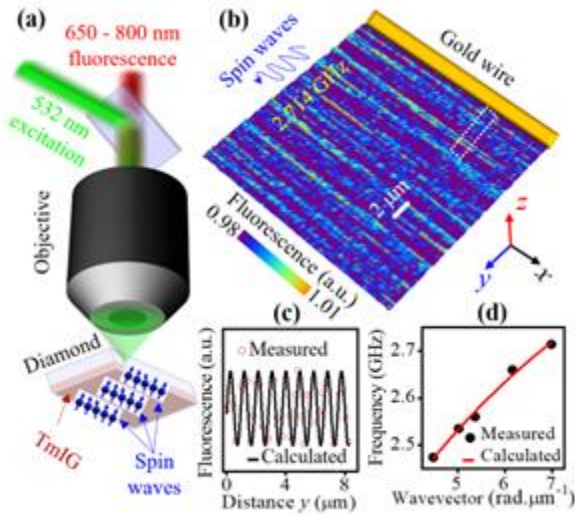 (a)
650 - 800 nm
fluorescence
532 nm
excitation
Objective
Diamond
TmIG
Spin
waves
(b)
Spin waves
2.714 GHz
Gold wire
2 μm
Fluorescence (a.u.)
0.98
1.01
z
y
x
(c)
Fluorescence (a.u.)
Measured
Calculated
0
2
4
6
8
Distance y (μm)
(d)
Frequency (GHz)
2.7
2.6
2.5
Measured
Calculated
5
6
7
Wavevector (rad.μm⁻¹)